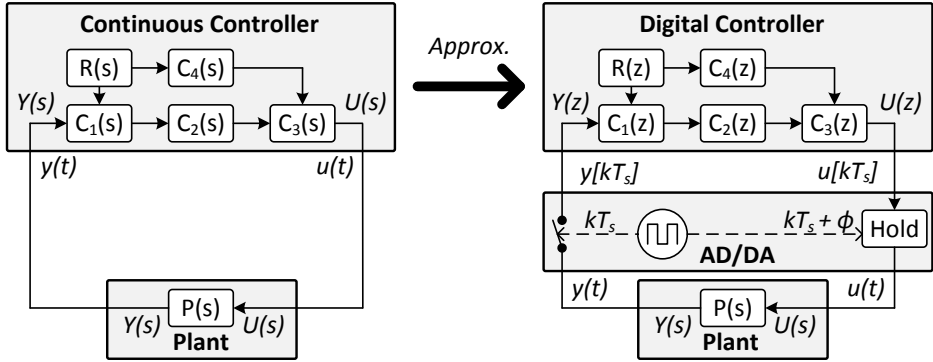 Continuous Controller
R(s)
C₄(s)
Y(s)
U(s)
C₁(s)
C₂(s)
C₃(s)
y(t)
u(t)
P(s)
Y(s)
U(s)
Plant
Approx.
Digital Controller
R(z)
C₄(z)
Y(z)
U(z)
C₁(z)
C₂(z)
C₃(z)
y[kTₛ]
u[kTₛ]
kTₛ
kTₛ + ϕ
Hold
AD/DA
y(t)
u(t)
P(s)
Y(s)
U(s)
Plant